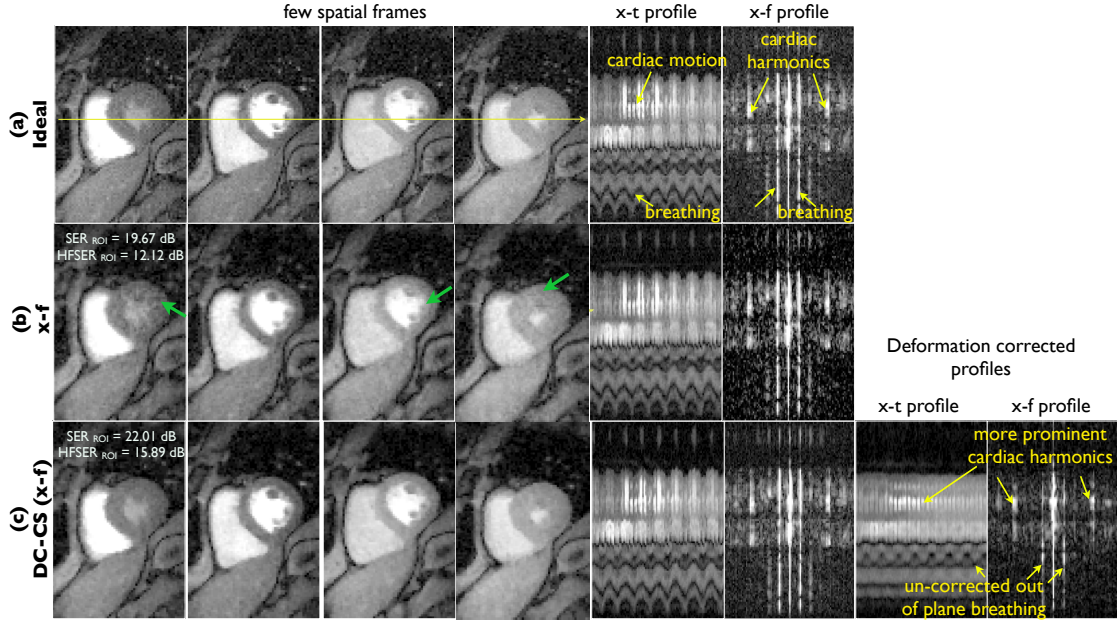 few spatial frames
x-t profile
x-f profile
(a)
Ideal
cardiac motion
cardiac
harmonics
breathing
breathing
(b)
x-f
SER ROI = 19.67 dB
HFSER ROI = 12.12 dB
Deformation corrected
profiles
x-t profile
x-f profile
(c)
DC-CS (x-f)
SER ROI = 22.01 dB
HFSER ROI = 15.89 dB
more prominent
cardiac harmonics
un-corrected out
of plane breathing